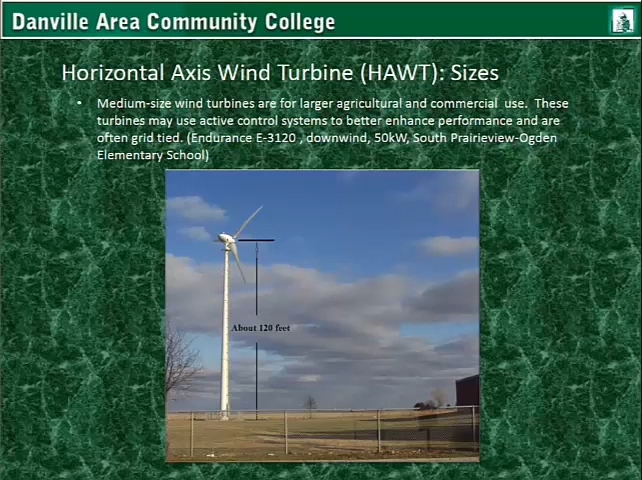 Danville Area Community College
Horizontal Axis Wind Turbine (HAWT): Sizes
• Medium-size wind turbines are for larger agricultural and commercial use. These
turbines may use active control systems to better enhance performance and are
often grid tied. (Endurance E-3120 , downwind, 50kW, South Prairieview-Ogden
Elementary School)
About 120 feet